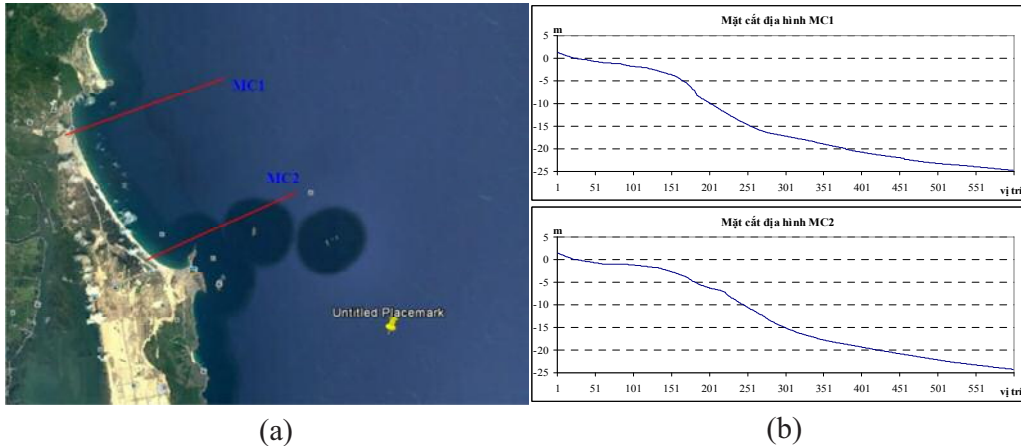 MC1
MC2
Untitled Placemark
(a)
Mặt cắt địa hình MC1
m
5
0
-5
-10
-15
-20
-25
1 51 101 151 201 251 301 351 401 451 501 551
vị trí
Mặt cắt địa hình MC2
m
5
0
-5
-10
-15
-20
-25
1 51 101 151 201 251 301 351 401 451 501 551
vị trí
(b)